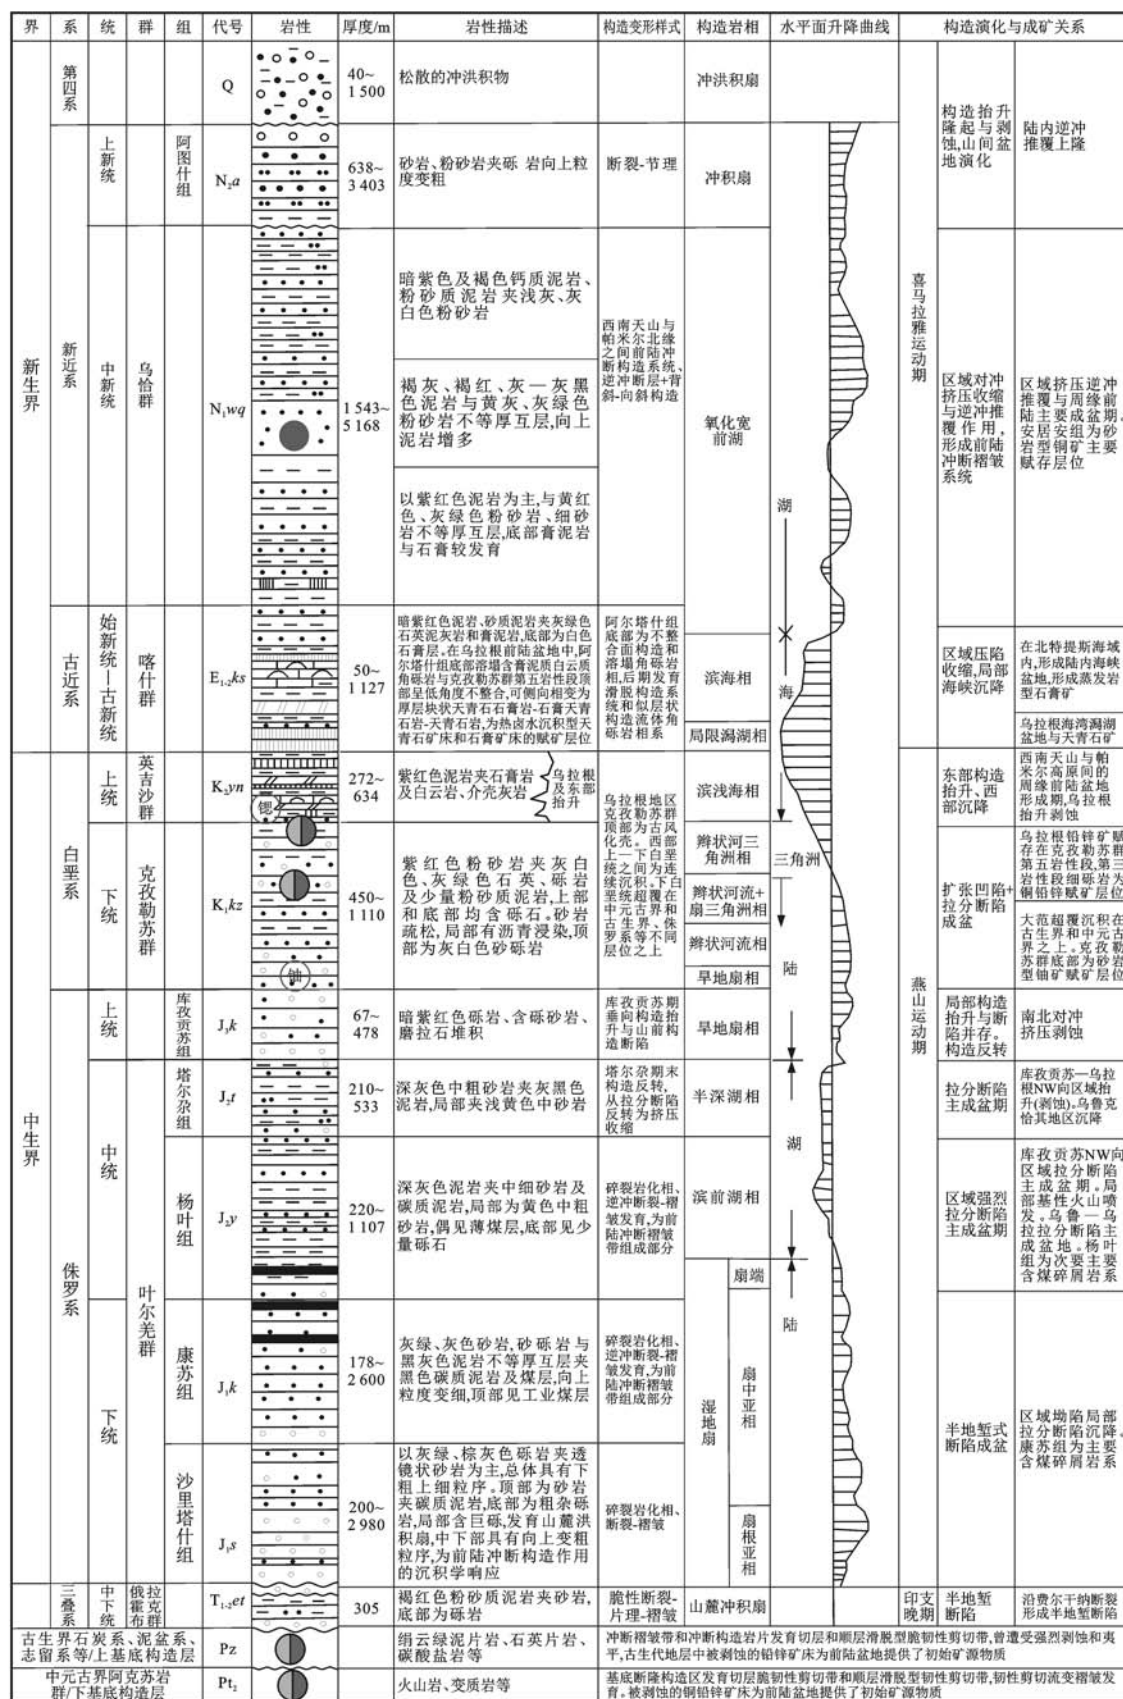 界 系 统 群 组 代号 岩性 厚度/m 岩性描述 构造变形样式 构造岩相 水平面升降曲线 构造演化与成矿关系
新生界
第四系
Q
40~
1 500
松散的冲洪积物
冲洪积扇
新近系
上新统
阿图什组
N₂a
638~
3 403
砂岩、粉砂岩夹砾 岩向上粒
度变粗
断裂-节理
冲积扇
构造抬升
隆起与剥
蚀,山间盆
地演化
陆内逆冲
推覆上隆
喜马拉雅运动期
中新统
乌恰群
N₁wq
1 543~
5 168
暗紫色及褐色钙质泥岩、
粉砂质泥岩夹浅灰、灰
白色粉砂岩
褐灰、褐红、灰—灰黑
色泥岩与黄灰、灰绿色
粉砂岩不等厚互层,向上
泥岩增多
以紫红色泥岩为主,与黄红
色、灰绿色粉砂岩、细砂
岩不等厚互层,底部膏泥岩
与石膏较发育
西南天山与
帕米尔北缘
之间前陆冲
断构造系统、
逆冲断层+背
斜-向斜构造
氧化宽
前湖
湖
区域对冲
挤压收缩
与逆冲推
覆作用,
形成前陆
冲断褶皱
系统
区域挤压逆冲
推覆与周缘前
陆主要成盆期。
安居安组为砂
岩型铜矿主要
赋存层位
古近系
始新统—古新统
喀什群
E₁₋₂ks
50~
1 127
暗紫红色泥岩、砂质泥岩夹灰绿色
石英泥灰岩和膏泥岩,底部为白色
石膏层。在乌拉根前陆盆地中,阿
尔塔什组底部溶塌含膏泥质白云质
角砾岩与克孜勒苏群第五岩性段顶
部呈低角度不整合,可侧向相变为
厚层块状天青石石膏岩-石膏天青
石岩-天青石岩,为热卤水沉积型天
青石矿床和石膏矿床的赋矿层位
阿尔塔什组
底部为不整
合面构造和
溶塌角砾岩
相,后期发育
滑脱构造系
统和似层状
构造流体角
砾岩相系
滨海相
局限潟湖相
海
区域压陷
收缩,局部
海峡沉降
在北特提斯海域
内,形成陆内海峡
盆地,形成蒸发岩
型石膏矿
乌拉根海湾潟湖
盆地与天青石矿
中生界
白垩系
上统
英吉沙群
K₂yn
锶
272~
634
紫红色泥岩夹石膏岩
及白云岩、介壳灰岩
乌拉根
及东部
抬升
滨浅海相
燕山运动期
东部构造
抬升、西
部沉降
西南天山与帕
米尔高原间的
周缘前陆盆地
形成期,乌拉根
抬升剥蚀
下统
克孜勒苏群
K₁kz
铀
450~
1 110
紫红色粉砂岩夹灰白
色、灰绿色石英、砾岩
及少量粉砂质泥岩,上部
和底部均含砾石。砂岩
疏松,局部有沥青浸染,顶
部为灰白色砂砾岩
乌拉根地区
克孜勒苏群
顶部为古风
化壳。西部
上—下白垩
统之间为连
续沉积。下白
垩统超覆在
中元古界和
古生界、侏
罗系等不同
层位之上
辫状河三
角洲相
辫状河流+
扇三角洲相
辫状河流相
旱地扇相
三角洲
陆
扩张凹陷+
拉分断陷
成盆
乌拉根铅锌矿赋
存在克孜勒苏群
第五岩性段,第三
岩性段细砾岩为
铜铅锌赋矿层位
大范超覆沉积在
古生界和中元古
界之上。克孜勒
苏群底部为砂岩
型铀矿赋矿层位
侏罗系
上统
库孜贡苏组
J₃k
67~
478
暗紫红色砾岩、含砾砂岩、
磨拉石堆积
库孜贡苏期
垂向构造抬
升与山前构
造断陷
旱地扇相
局部构造
抬升与断
陷并存。
构造反转
南北对冲
挤压剥蚀
中统
叶尔羌群
塔尔尕组
J₂t
210~
533
深灰色中粗砂岩夹灰黑色
泥岩,局部夹浅黄色中砂岩
塔尔尕期末
构造反转,
从拉分断陷
反转为挤压
收缩
半深湖相
湖
拉分断陷
主成盆期
库孜贡苏—乌拉
根NW向区域抬
升(剥蚀)。乌鲁克
恰其地区沉降
杨叶组
J₂y
220~
1 107
深灰色泥岩夹中细砂岩及
碳质泥岩,局部为黄色中粗
砂岩,偶见薄煤层,底部见少
量砾石
碎裂岩化相、
逆冲断裂-褶
皱发育,为前
陆冲断褶皱
带组成部分
滨前湖相
区域强烈
拉分断陷
主成盆期
库孜贡苏NW向
区域拉分断陷
主成盆期。局
部基性火山喷
发。乌鲁—乌
拉拉分断陷主
成盆地。杨叶
组为次要主要
含煤碎屑岩系
下统
康苏组
J₁k
178~
2 600
灰绿、灰色砂岩,砂砾岩与
黑灰色泥岩不等厚互层夹
黑色碳质泥岩及煤层,向上
粒度变细,顶部见工业煤层
碎裂岩化相、
逆冲断裂-褶
皱发育,为前
陆冲断褶皱
带组成部分
湿地扇
扇端
扇中亚相
扇根亚相
陆
半地堑式
断陷成盆
区域坳陷局部
拉分断陷沉降。
康苏组为主要
含煤碎屑岩系
沙里塔什组
J₁s
200~
2 980
以灰绿、棕灰色砾岩夹透
镜状砂岩为主,总体具有下
粗上细粒序。顶部为砂岩
夹碳质泥岩,底部为粗杂砾
岩,局部含巨砾,发育山麓洪
积扇,中下部具有向上变粗
粒序,为前陆冲断构造作用
的沉积学响应
碎裂岩化相、
断裂-褶皱
三叠系
中下统
俄霍布拉克群
T₁₋₂et
305
褐红色粉砂质泥岩夹砂岩,
底部为砾岩
脆性断裂-
片理-褶皱
山麓冲积扇
印支
晚期
半地堑
断陷
沿费尔干纳断裂
形成半地堑断陷
古生界石炭系、泥盆系、
志留系等/上基底构造层
Pz
绢云绿泥片岩、石英片岩、
碳酸盐岩等
冲断褶皱带和冲断构造岩片发育切层和顺层滑脱型脆韧性剪切带,曾遭受强烈剥蚀和夷
平,古生代地层中被剥蚀的铅锌矿床为前陆盆地提供了初始矿源物质
中元古界阿克苏岩
群/下基底构造层
Pt₂
火山岩、变质岩等
基底断隆构造区发育切层脆韧性剪切带和顺层滑脱型韧性剪切带,韧性剪切流变褶皱发
育。被剥蚀的铜铅锌矿床为前陆盆地提供了初始矿源物质